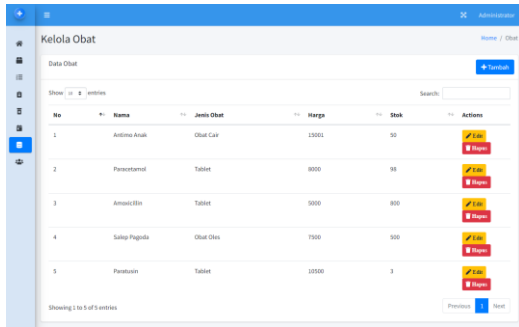 Administrator
Kelola Obat
Home / Obat
Data Obat
+Tambah
Show 10 entries
Search:
No Nama Jenis Obat Harga Stok Actions
1 Antimo Anak Obat Cair 15001 50 Edit
Hapus
2 Paracetamol Tablet 8000 98 Edit
Hapus
3 Amoxicillin Tablet 5000 800 Edit
Hapus
4 Salep Pagoda Obat Oles 7500 500 Edit
Hapus
5 Paratusin Tablet 10500 3 Edit
Hapus
Showing 1 to 5 of 5 entries
Previous 1 Next